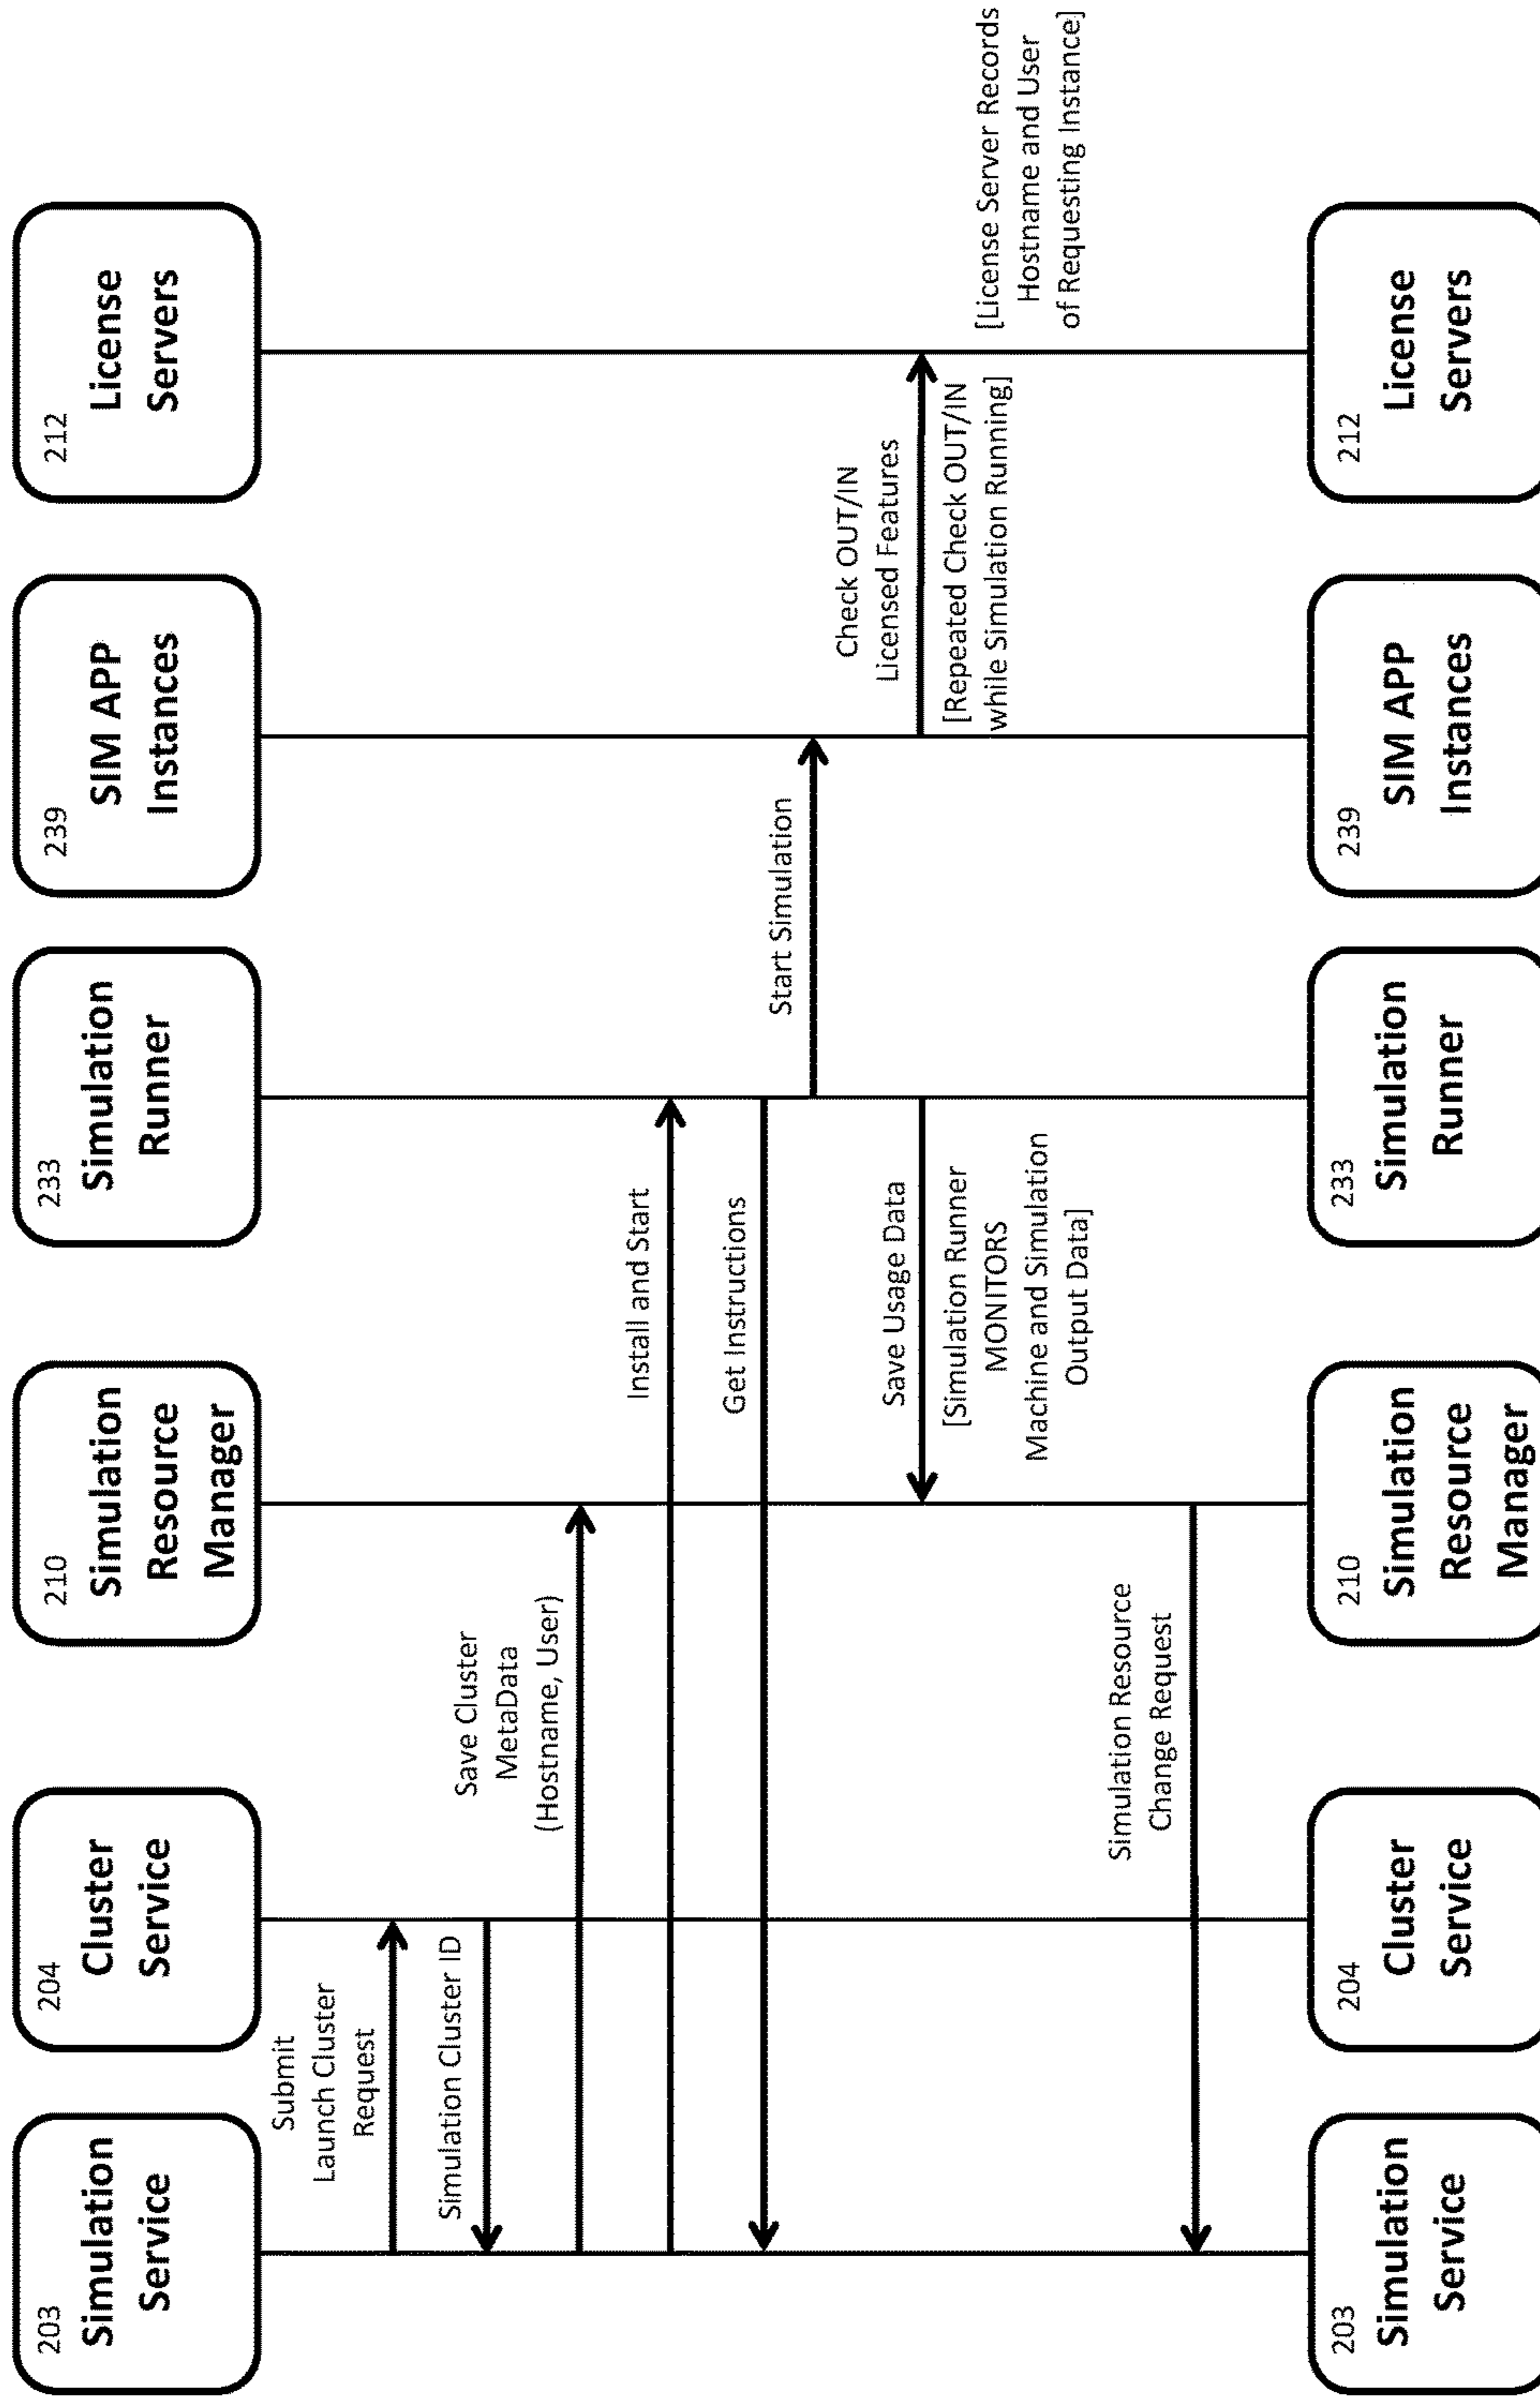 203
Simulation
Service
204
Cluster
Service
210
Simulation
Resource
Manager
233
Simulation
Runner
239
SIM APP
Instances
212
License
Servers
Submit
Launch Cluster
Request
Simulation Cluster ID
Save Cluster
MetaData
(Hostname, User)
Install and Start
Get Instructions
Start Simulation
Save Usage Data
[Simulation Runner
MONITORS
Machine and Simulation
Output Data]
Check OUT/IN
Licensed Features
[Repeated Check OUT/IN
while Simulation Running]
[License Server Records
Hostname and User
of Requesting Instance]
Simulation Resource
Change Request
203
Simulation
Service
204
Cluster
Service
210
Simulation
Resource
Manager
233
Simulation
Runner
239
SIM APP
Instances
212
License
Servers